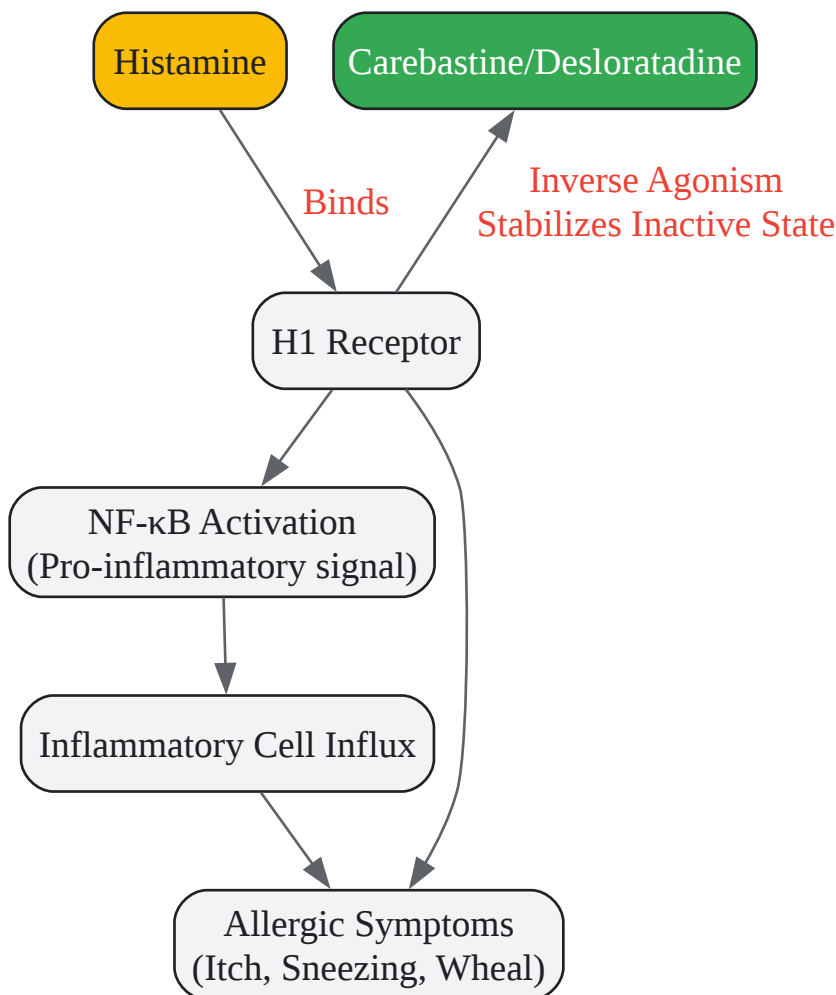 Histamine
Carebastine/Desloratadine
Binds
Inverse Agonism
Stabilizes Inactive State
H1 Receptor
NF-κB Activation
(Pro-inflammatory signal)
Inflammatory Cell Influx
Allergic Symptoms
(Itch, Sneezing, Wheal)